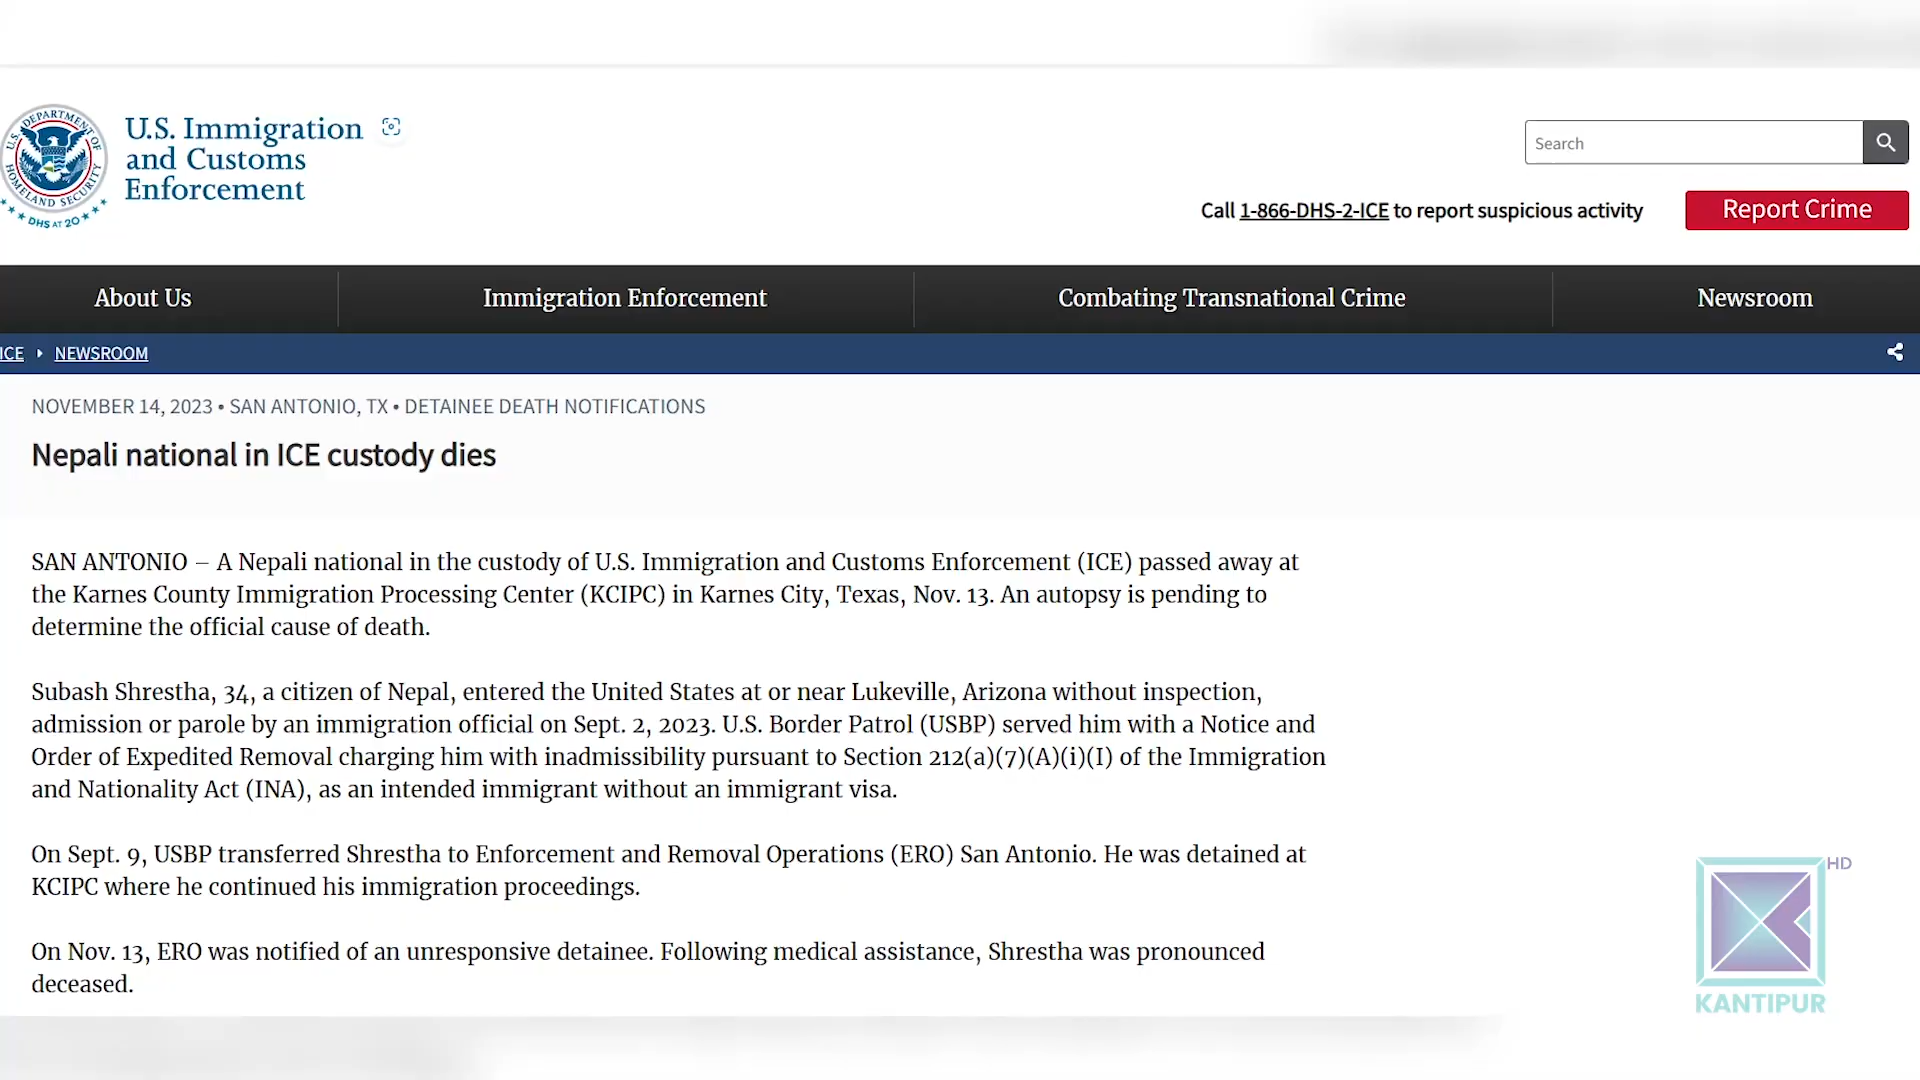 U.S. DEPARTMENT OF HOMELAND SECURITY
DHS AT 20
U.S. Immigration
and Customs
Enforcement
Search
Call 1-866-DHS-2-ICE to report suspicious activity
Report Crime
About Us
Immigration Enforcement
Combating Transnational Crime
Newsroom
ICE
NEWSROOM
NOVEMBER 14, 2023 • SAN ANTONIO, TX • DETAINEE DEATH NOTIFICATIONS
Nepali national in ICE custody dies
SAN ANTONIO – A Nepali national in the custody of U.S. Immigration and Customs Enforcement (ICE) passed away at
the Karnes County Immigration Processing Center (KCIPC) in Karnes City, Texas, Nov. 13. An autopsy is pending to
determine the official cause of death.
Subash Shrestha, 34, a citizen of Nepal, entered the United States at or near Lukeville, Arizona without inspection,
admission or parole by an immigration official on Sept. 2, 2023. U.S. Border Patrol (USBP) served him with a Notice and
Order of Expedited Removal charging him with inadmissibility pursuant to Section 212(a)(7)(A)(i)(I) of the Immigration
and Nationality Act (INA), as an intended immigrant without an immigrant visa.
On Sept. 9, USBP transferred Shrestha to Enforcement and Removal Operations (ERO) San Antonio. He was detained at
KCIPC where he continued his immigration proceedings.
On Nov. 13, ERO was notified of an unresponsive detainee. Following medical assistance, Shrestha was pronounced
deceased.
HD
KANTIPUR